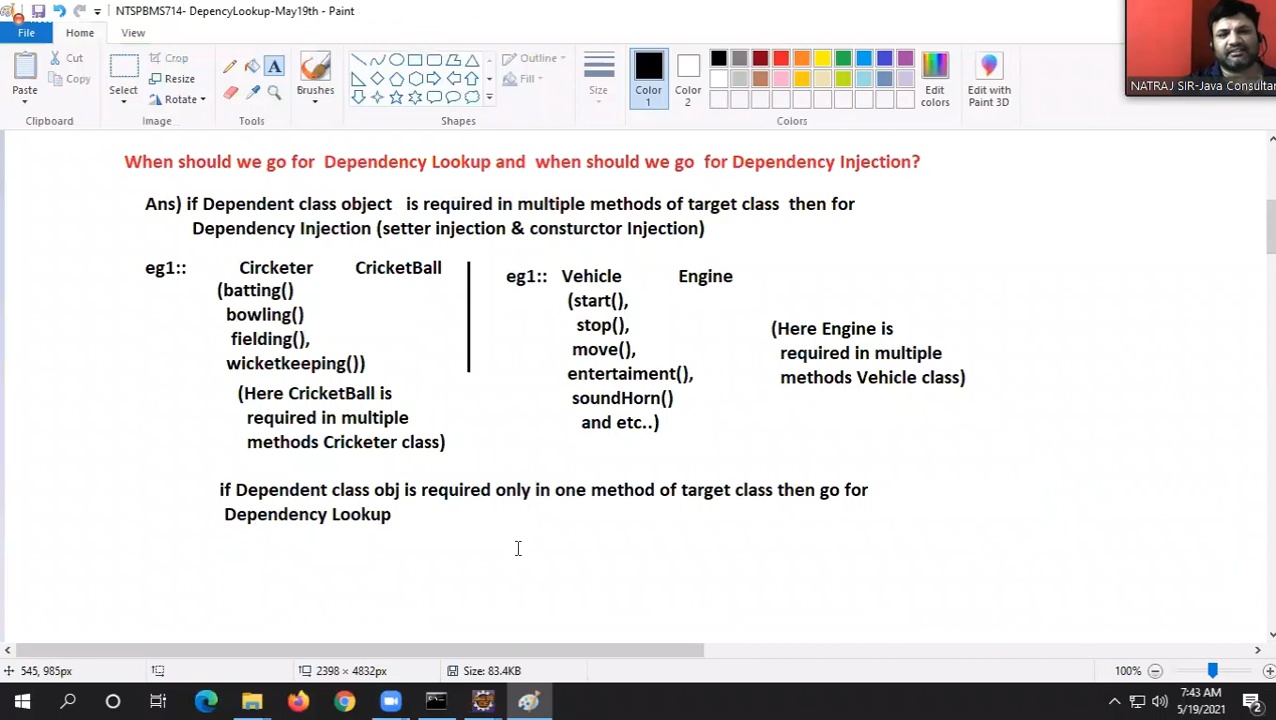 NTSPBMS714- DepencyLookup-May19th - Paint
File
Home
View
Paste
Cut
Copy
Clipboard
Select
Crop
Resize
Rotate
Image
A
Tools
Brushes
Outline
Fill
Shapes
Size
Color
1
Color
2
Edit
colors
Edit with
Paint 3D
Colors
NATRAJ SIR-Java Consultan
When should we go for Dependency Lookup and when should we go for Dependency Injection?
Ans) if Dependent class object is required in multiple methods of target class then for
Dependency Injection (setter injection & consturctor Injection)
eg1:: Circketer CricketBall
(batting()
bowling()
fielding(),
wicketkeeping())
(Here CricketBall is
required in multiple
methods Cricketer class)
eg1:: Vehicle Engine
(start(),
stop(),
move(),
entertaiment(),
soundHorn()
and etc..)
(Here Engine is
required in multiple
methods Vehicle class)
if Dependent class obj is required only in one method of target class then go for
Dependency Lookup
545, 985px
2398 × 4832px
Size: 83.4KB
100%
7:43 AM
5/19/2021
2